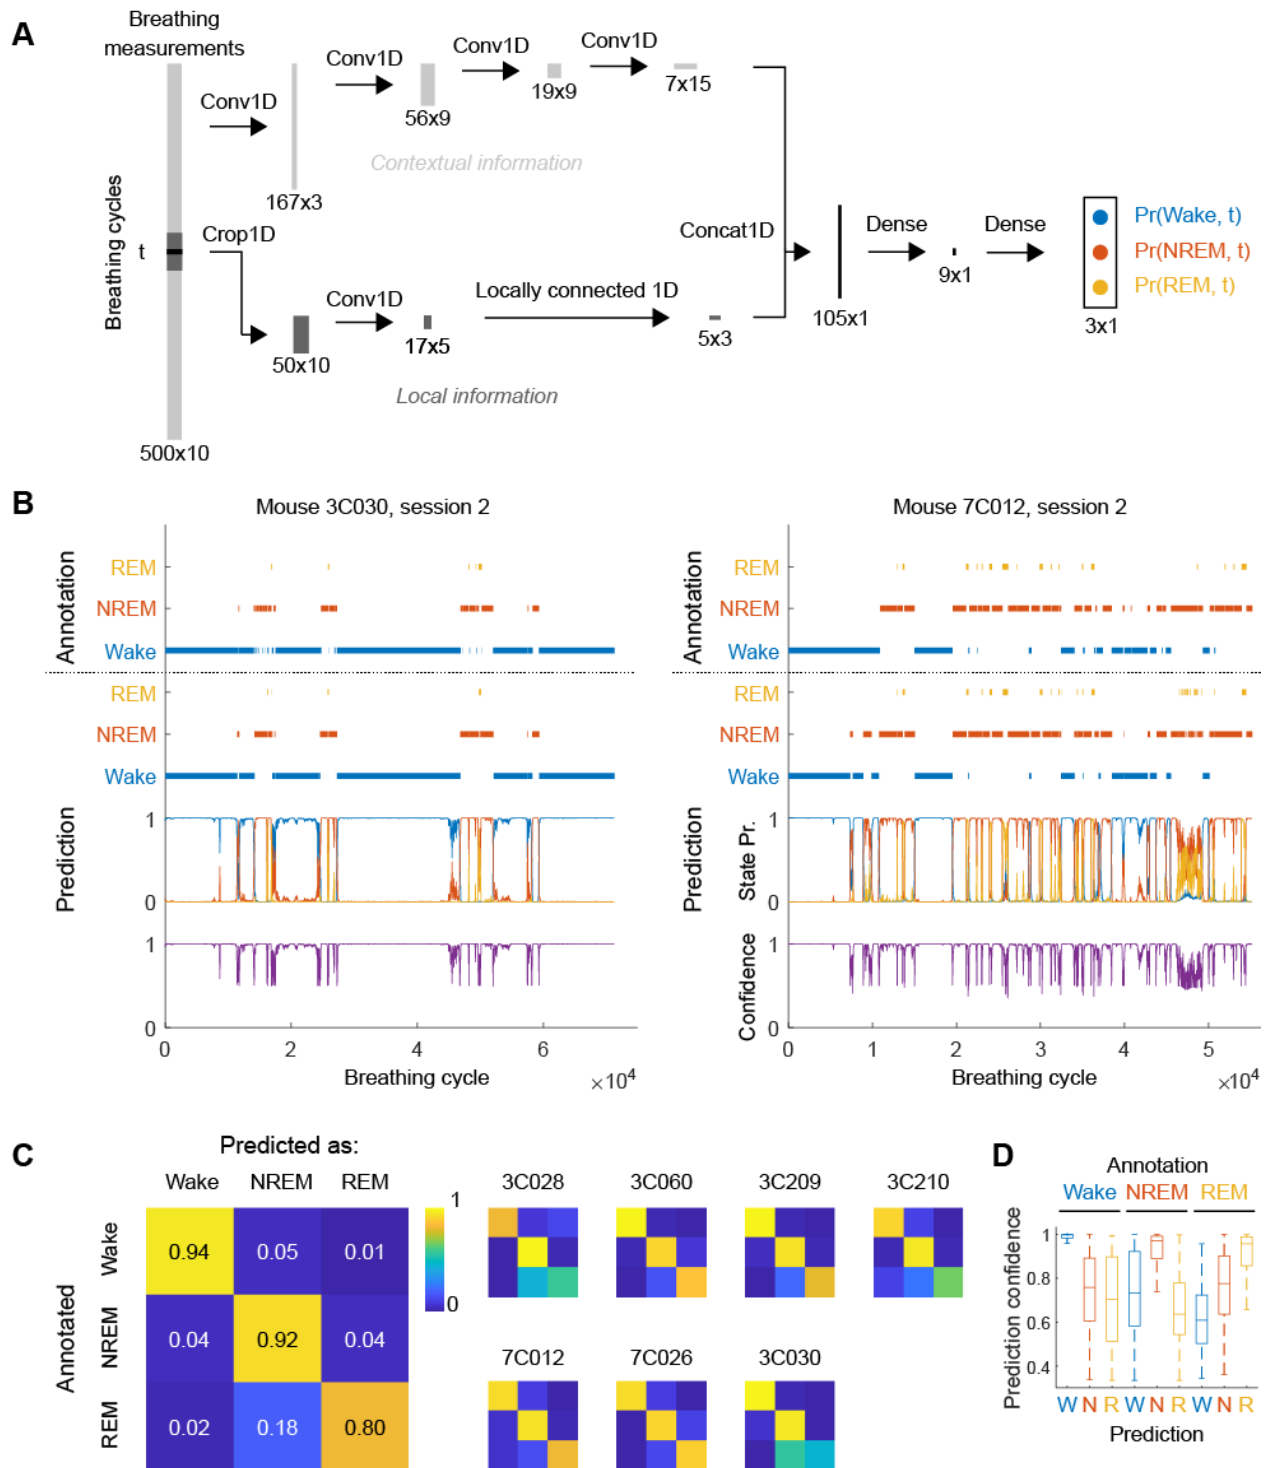 A
Breathing
measurements
Conv1D
Conv1D
Conv1D
Conv1D
167x3
56x9
19x9
7x15
Contextual information
Breathing cycles
t
500x10
Crop1D
50x10
Conv1D
17x5
Locally connected 1D
5x3
Local information
Concat1D
105x1
Dense
9x1
Dense
Pr(Wake, t)
Pr(NREM, t)
Pr(REM, t)
3x1
B
Mouse 3C030, session 2
Annotation
REM
NREM
Wake
Prediction
REM
NREM
Wake
1
0
1
0
0 2 4 6
Breathing cycle
×10⁴
Mouse 7C012, session 2
Annotation
REM
NREM
Wake
Prediction
REM
NREM
Wake
State Pr.
1
0
Confidence
1
0
0 1 2 3 4 5
Breathing cycle
×10⁴
C
Predicted as:
Wake NREM REM
Annotated
Wake 0.94 0.05 0.01
NREM 0.04 0.92 0.04
REM 0.02 0.18 0.80
1
0
3C028 3C060 3C209 3C210
7C012 7C026 3C030
D
Annotation
Wake NREM REM
Prediction confidence
1
0.8
0.6
0.4
W N R W N R W N R
Prediction